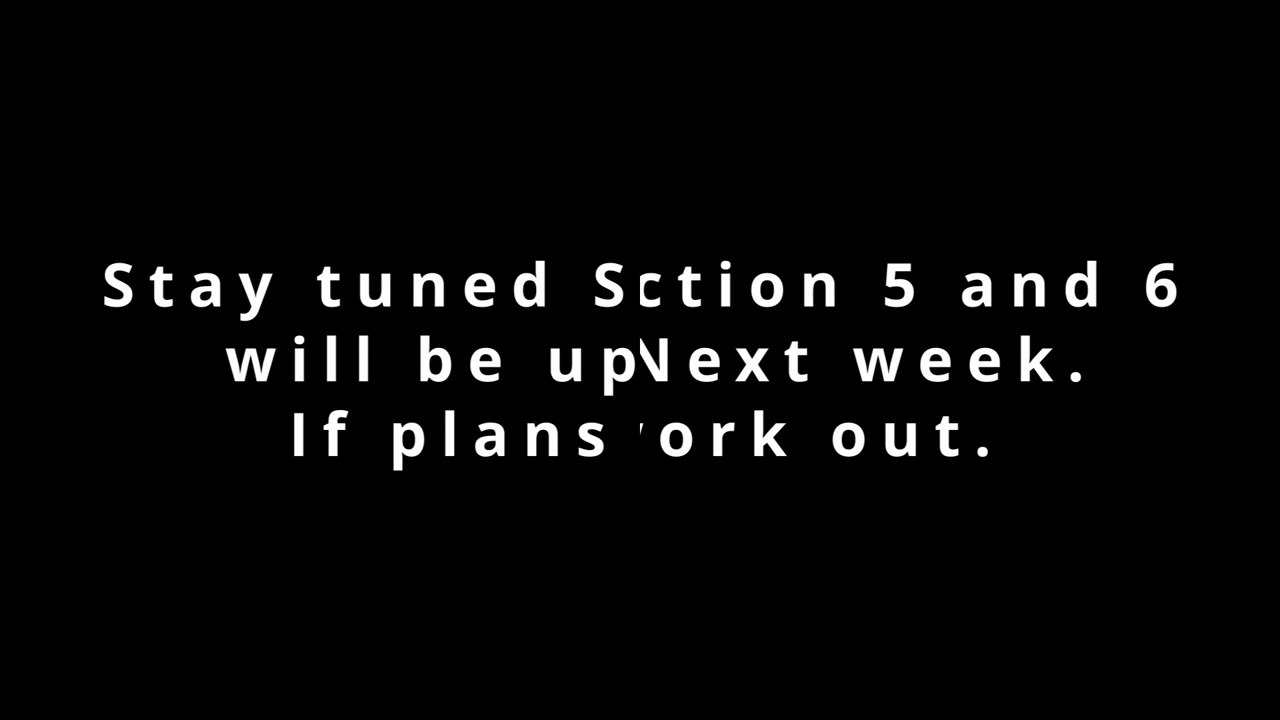 Stay tuned Sction 5 and 6
will be upNext week.
If plans ork out.